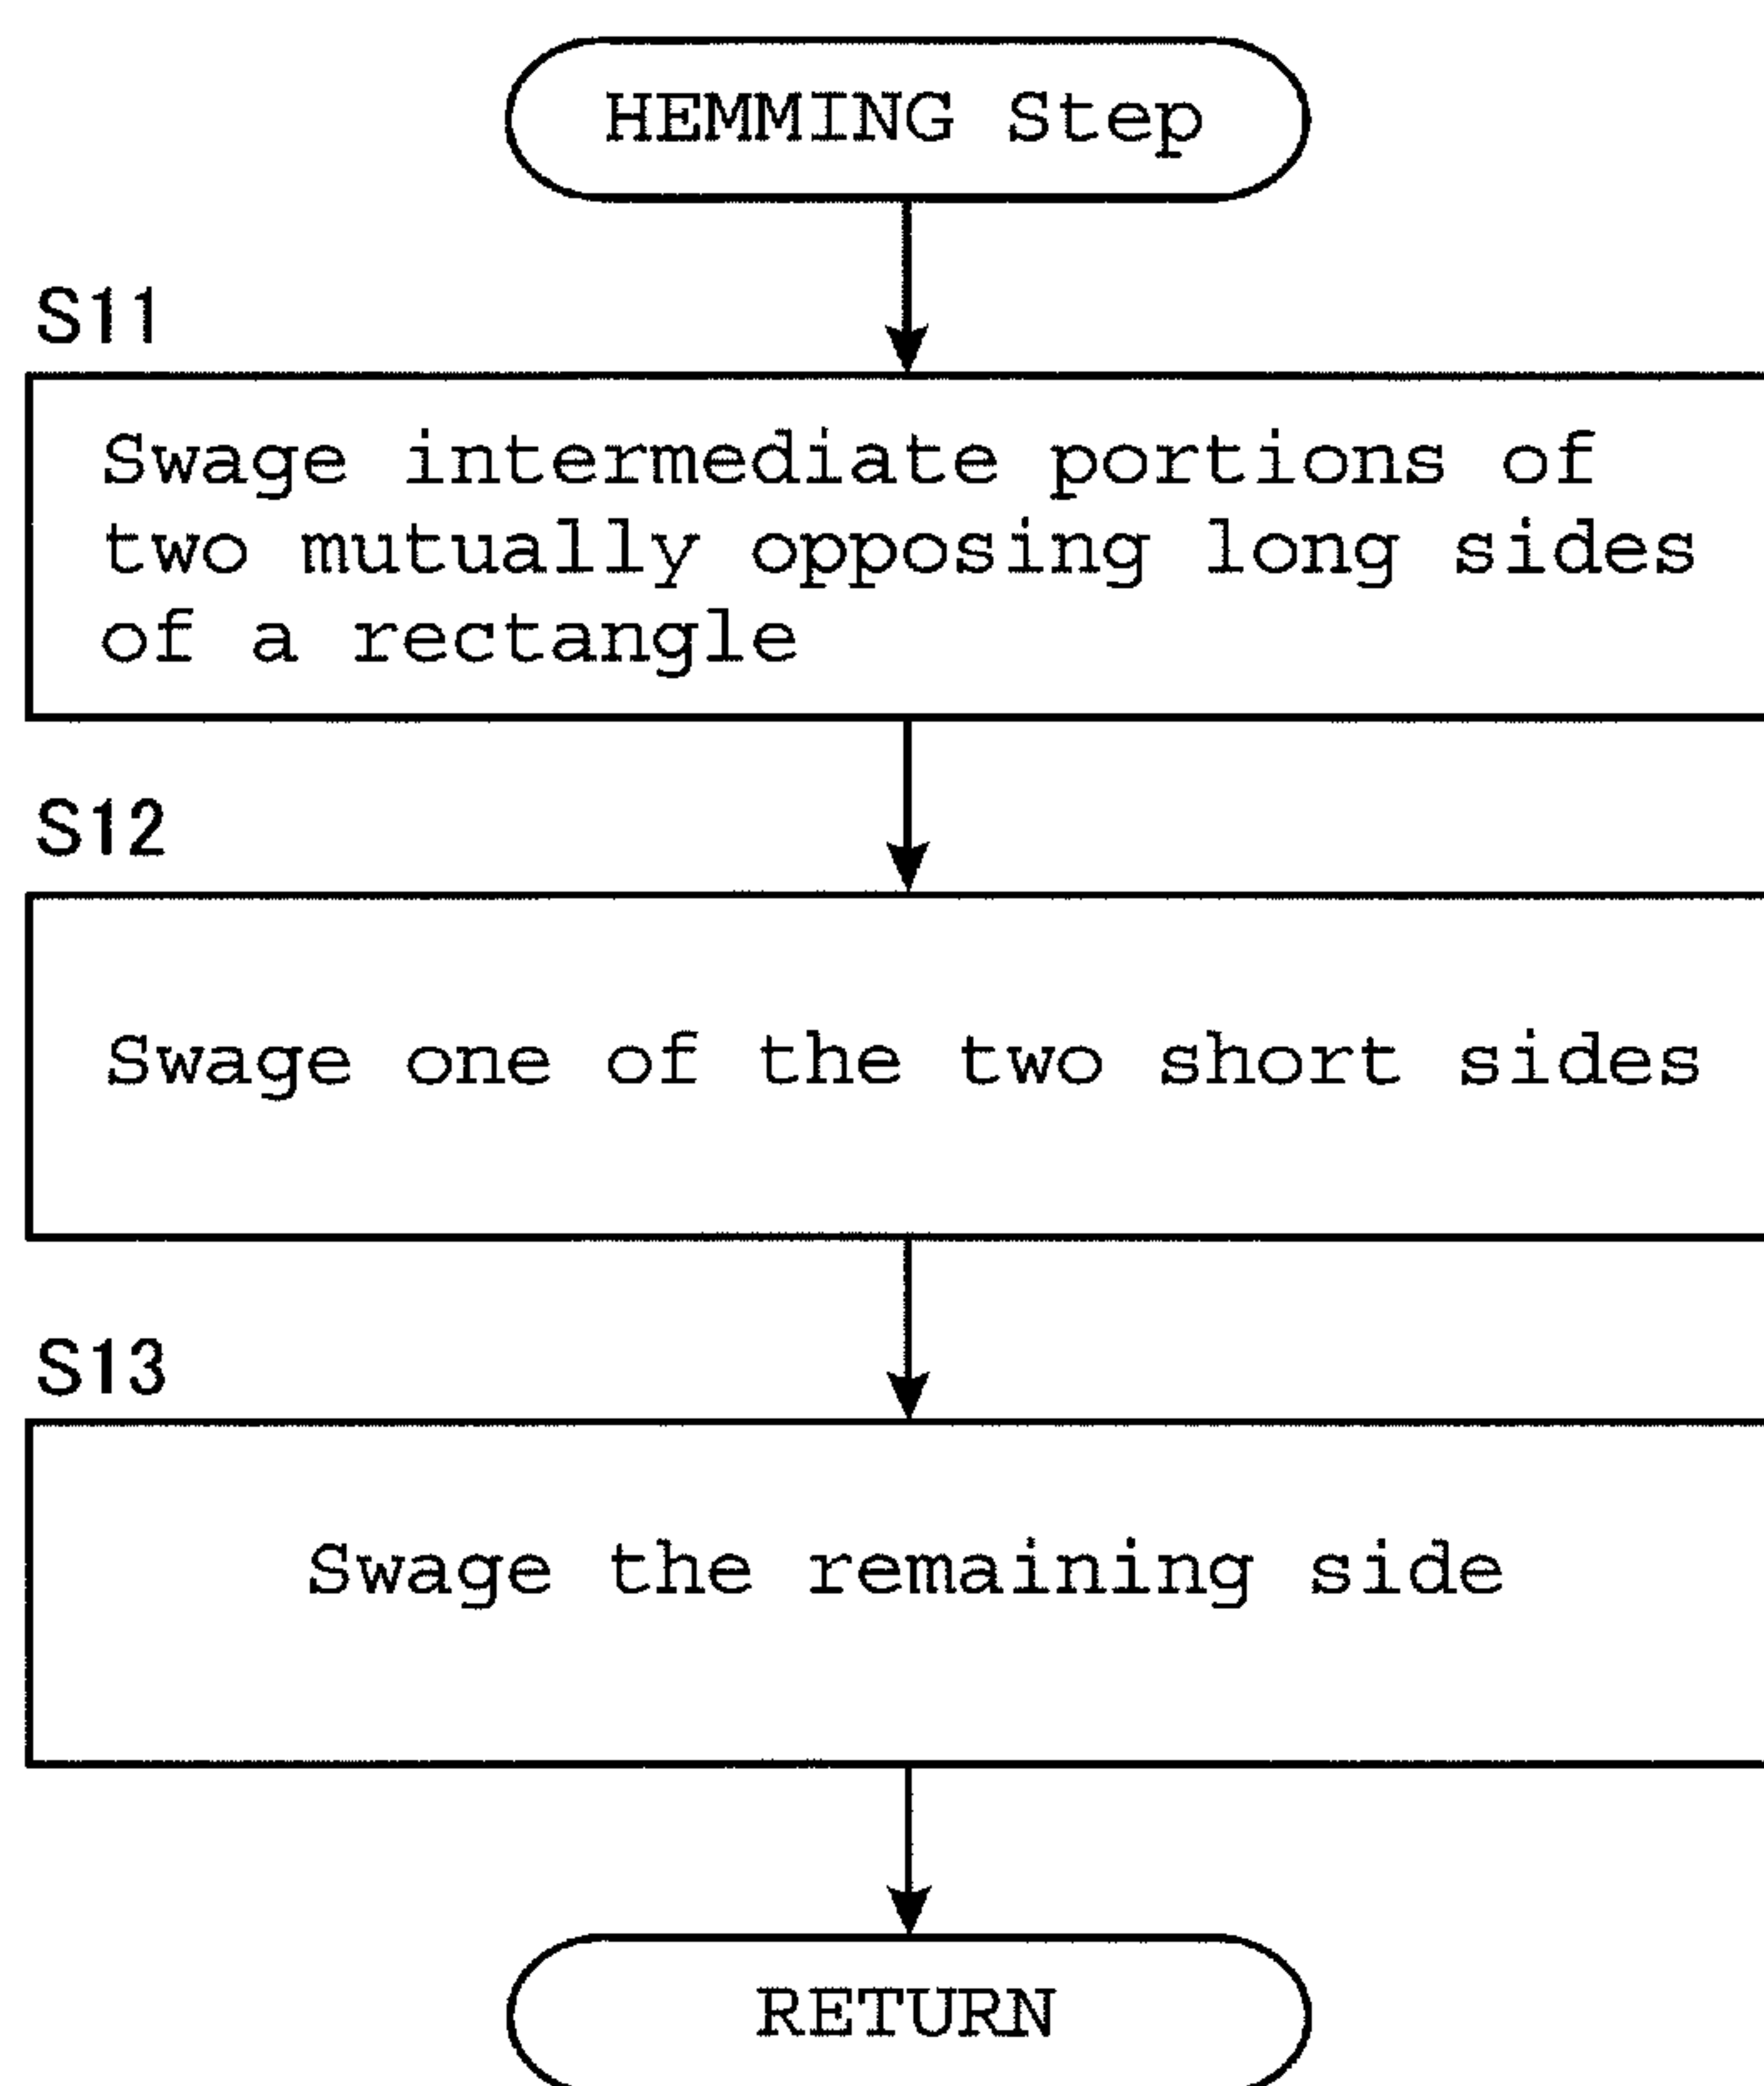 HEMMING Step
S11
Swage intermediate portions of
two mutually opposing long sides
of a rectangle
S12
Swage one of the two short sides
S13
Swage the remaining side
RETURN